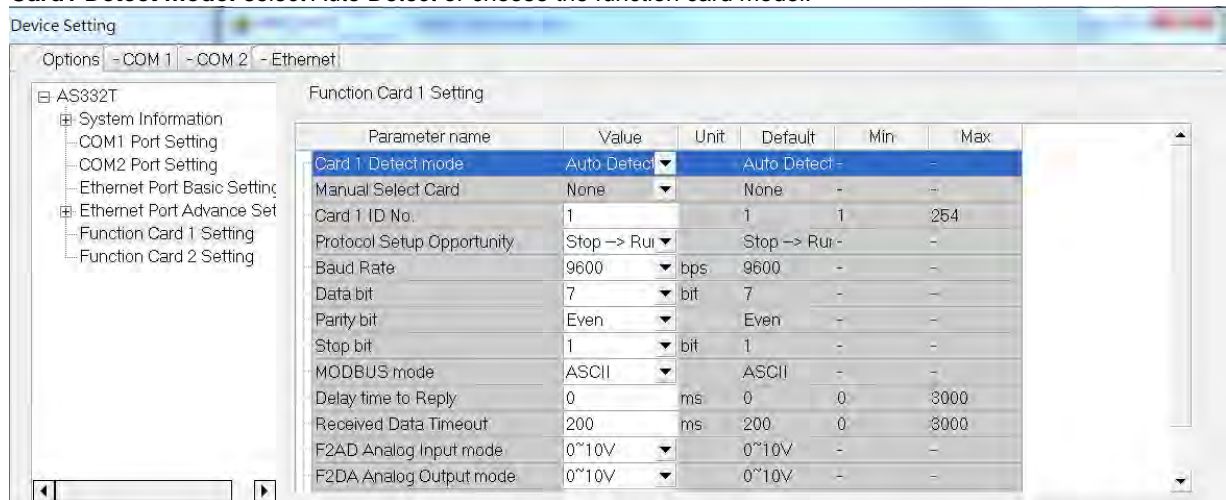 Card1 Detect Mode: select Auto Detect or choose the function card model.
Device Setting
Options - COM 1 - COM 2 - Ethernet
AS332T
System Information
COM1 Port Setting
COM2 Port Setting
Ethernet Port Basic Setting
Ethernet Port Advance Set
Function Card 1 Setting
Function Card 2 Setting
Function Card 1 Setting
Parameter name Value Unit Default Min Max
Card 1 Detect mode Auto Detect Auto Detect - -
Manual Select Card None None - -
Card 1 ID No. 1 1 1 254
Protocol Setup Opportunity Stop --> Rur Stop --> Rur - -
Baud Rate 9600 bps 9600 - -
Data bit 7 bit 7 - -
Parity bit Even Even - -
Stop bit 1 bit 1 - -
MODBUS mode ASCII ASCII - -
Delay time to Reply 0 ms 0 0 3000
Received Data Timeout 200 ms 200 0 3000
F2AD Analog Input mode 0~10V 0~10V - -
F2DA Analog Output mode 0~10V 0~10V - -